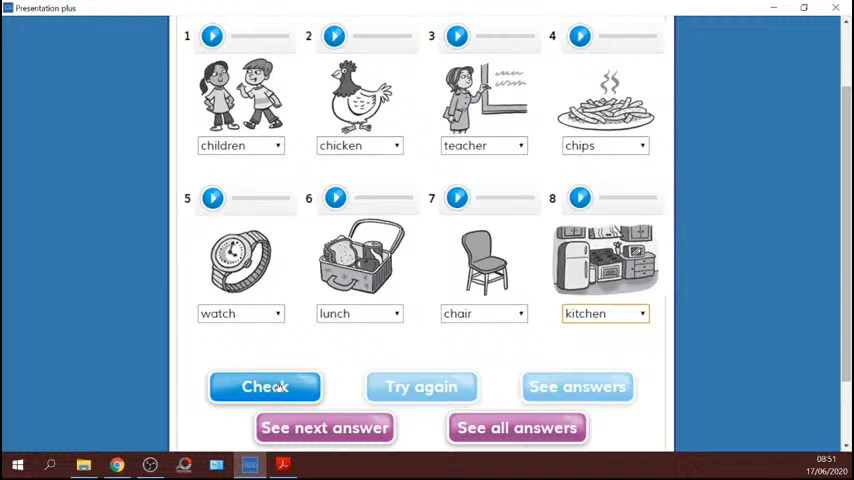 Presentation plus
1 2 3 4
children chicken teacher chips
5 6 7 8
watch lunch chair kitchen
Check Try again See answers
See next answer See all answers
08:51
17/06/2020